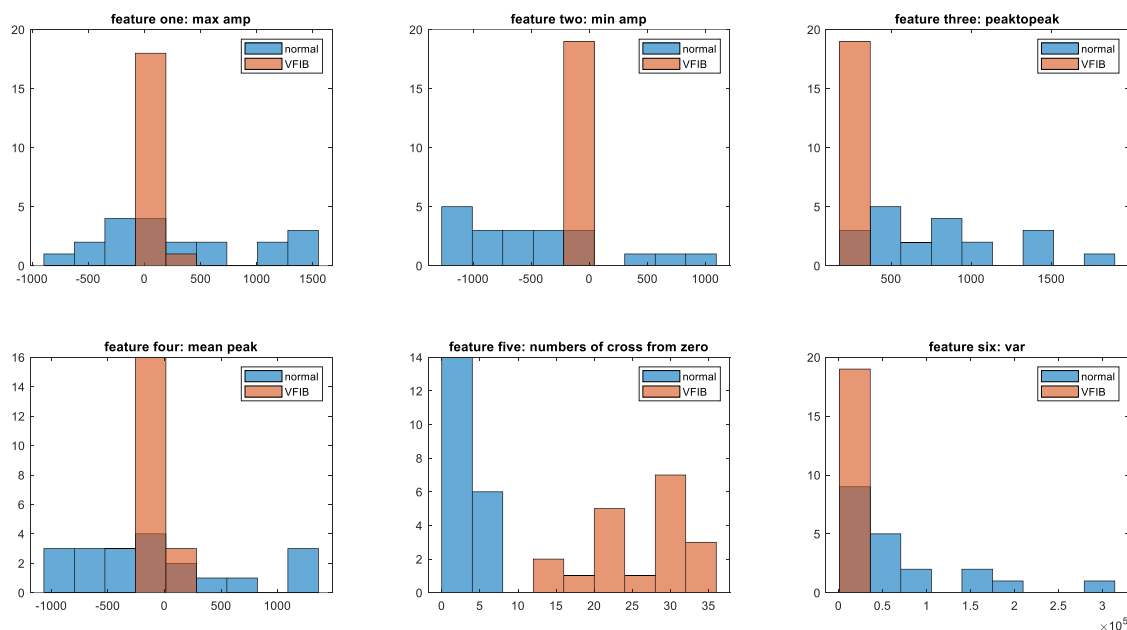 feature one: max amp
20
15
10
5
0
-1000 -500 0 500 1000 1500
normal
VFIB
feature two: min amp
20
15
10
5
0
-1000 -500 0 500 1000
normal
VFIB
feature three: peaktopeak
20
15
10
5
0
500 1000 1500
normal
VFIB
feature four: mean peak
16
14
12
10
8
6
4
2
0
-1000 -500 0 500 1000
normal
VFIB
feature five: numbers of cross from zero
14
12
10
8
6
4
2
0
0 5 10 15 20 25 30 35
normal
VFIB
feature six: var
20
15
10
5
0
0 0.5 1 1.5 2 2.5 3
×10^5
normal
VFIB